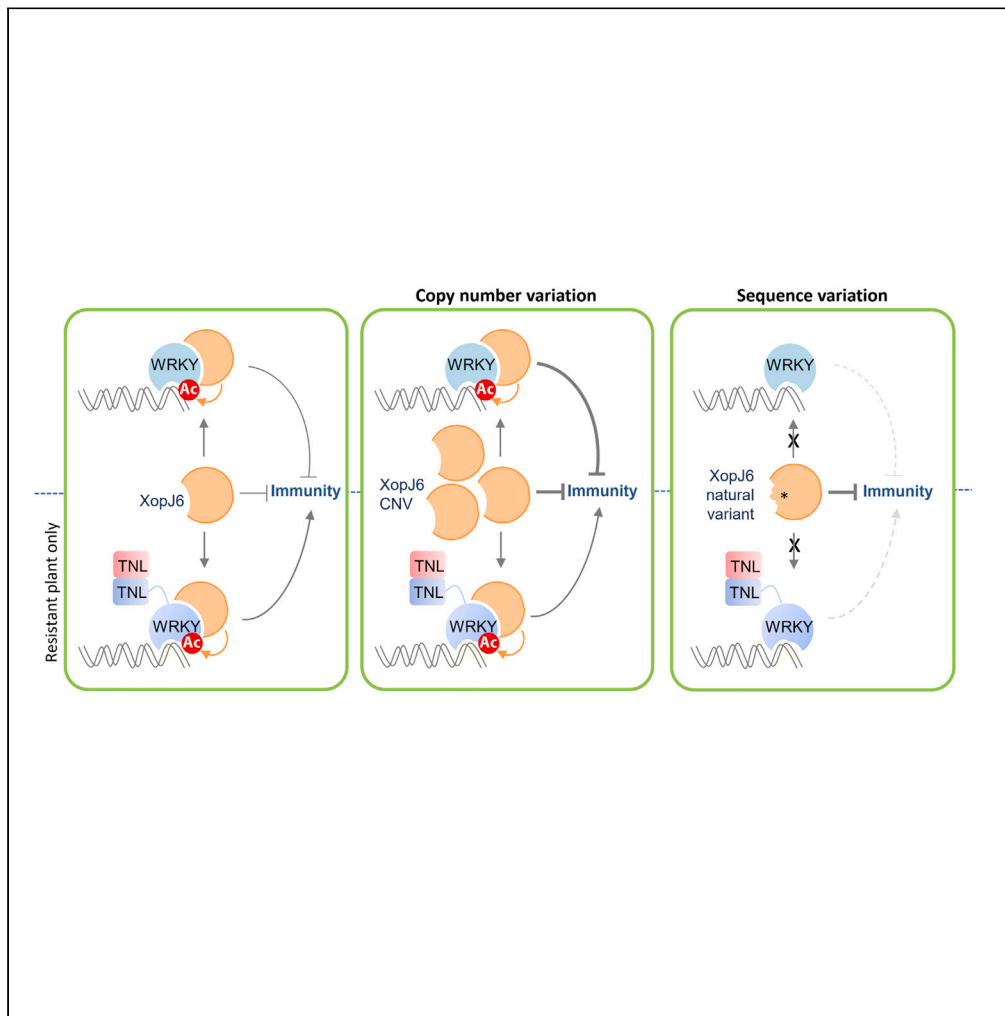 Copy number variation
Sequence variation
WRKY
Ac
XopJ6
Immunity
TNL
TNL
WRKY
Ac
Resistant plant only
WRKY
Ac
XopJ6
CNV
Immunity
TNL
TNL
WRKY
Ac
WRKY
X
XopJ6
natural
variant
*
Immunity
X
TNL
TNL
WRKY